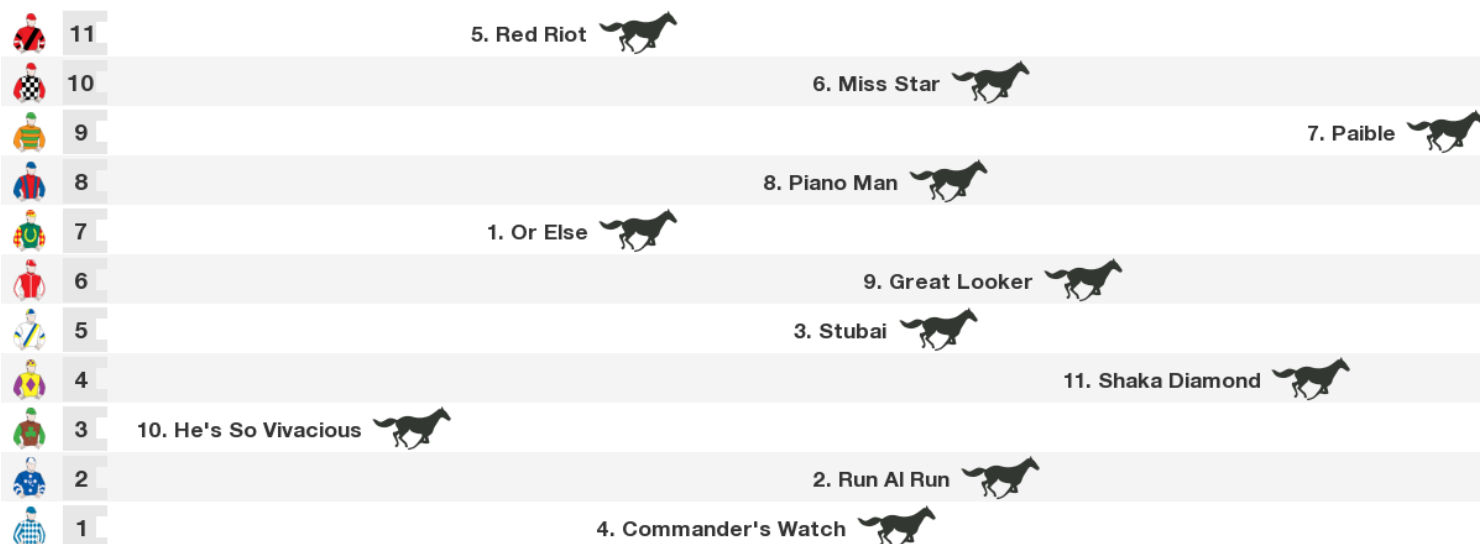 11 5. Red Riot
10 6. Miss Star
9 7. Paible
8 8. Piano Man
7 1. Or Else
6 9. Great Looker
5 3. Stubai
4 11. Shaka Diamond
3 10. He's So Vivacious
2 2. Run Al Run
1 4. Commander's Watch